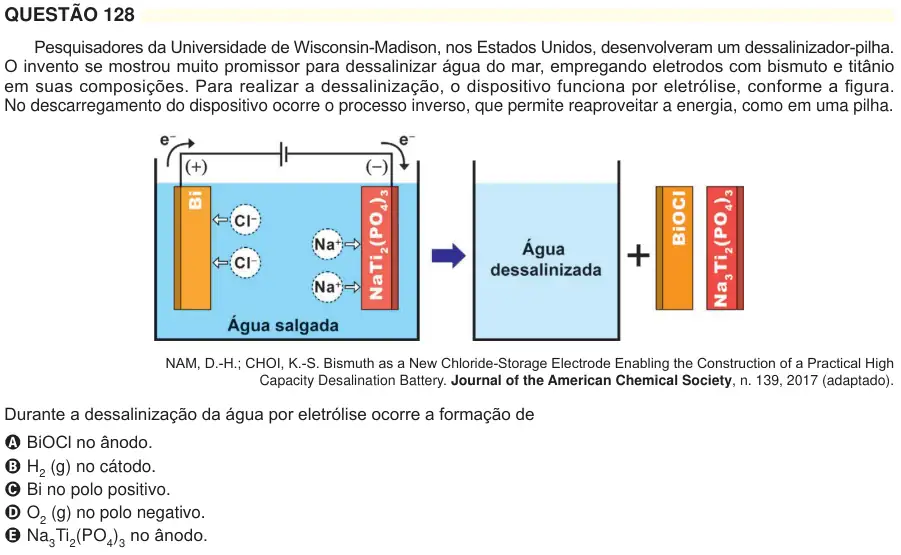 QUESTÃO 128
Pesquisadores da Universidade de Wisconsin-Madison, nos Estados Unidos, desenvolveram um dessalinizador-pilha.
O invento se mostrou muito promissor para dessalinizar água do mar, empregando eletrodos com bismuto e titânio
em suas composições. Para realizar a dessalinização, o dispositivo funciona por eletrólise, conforme a figura.
No descarregamento do dispositivo ocorre o processo inverso, que permite reaproveitar a energia, como em uma pilha.
e⁻ e⁻
(+) (−)
Bi
Cl⁻
Cl⁻
Na⁺
Na⁺
NaTi₂(PO₄)₃
Água salgada
Água
dessalinizada
+
BiOCl
Na₃Ti₂(PO₄)₃
NAM, D.-H.; CHOI, K.-S. Bismuth as a New Chloride-Storage Electrode Enabling the Construction of a Practical High
Capacity Desalination Battery. Journal of the American Chemical Society, n. 139, 2017 (adaptado).
Durante a dessalinização da água por eletrólise ocorre a formação de
A BiOCl no ânodo.
B H₂ (g) no cátodo.
C Bi no polo positivo.
D O₂ (g) no polo negativo.
E Na₃Ti₂(PO₄)₃ no ânodo.